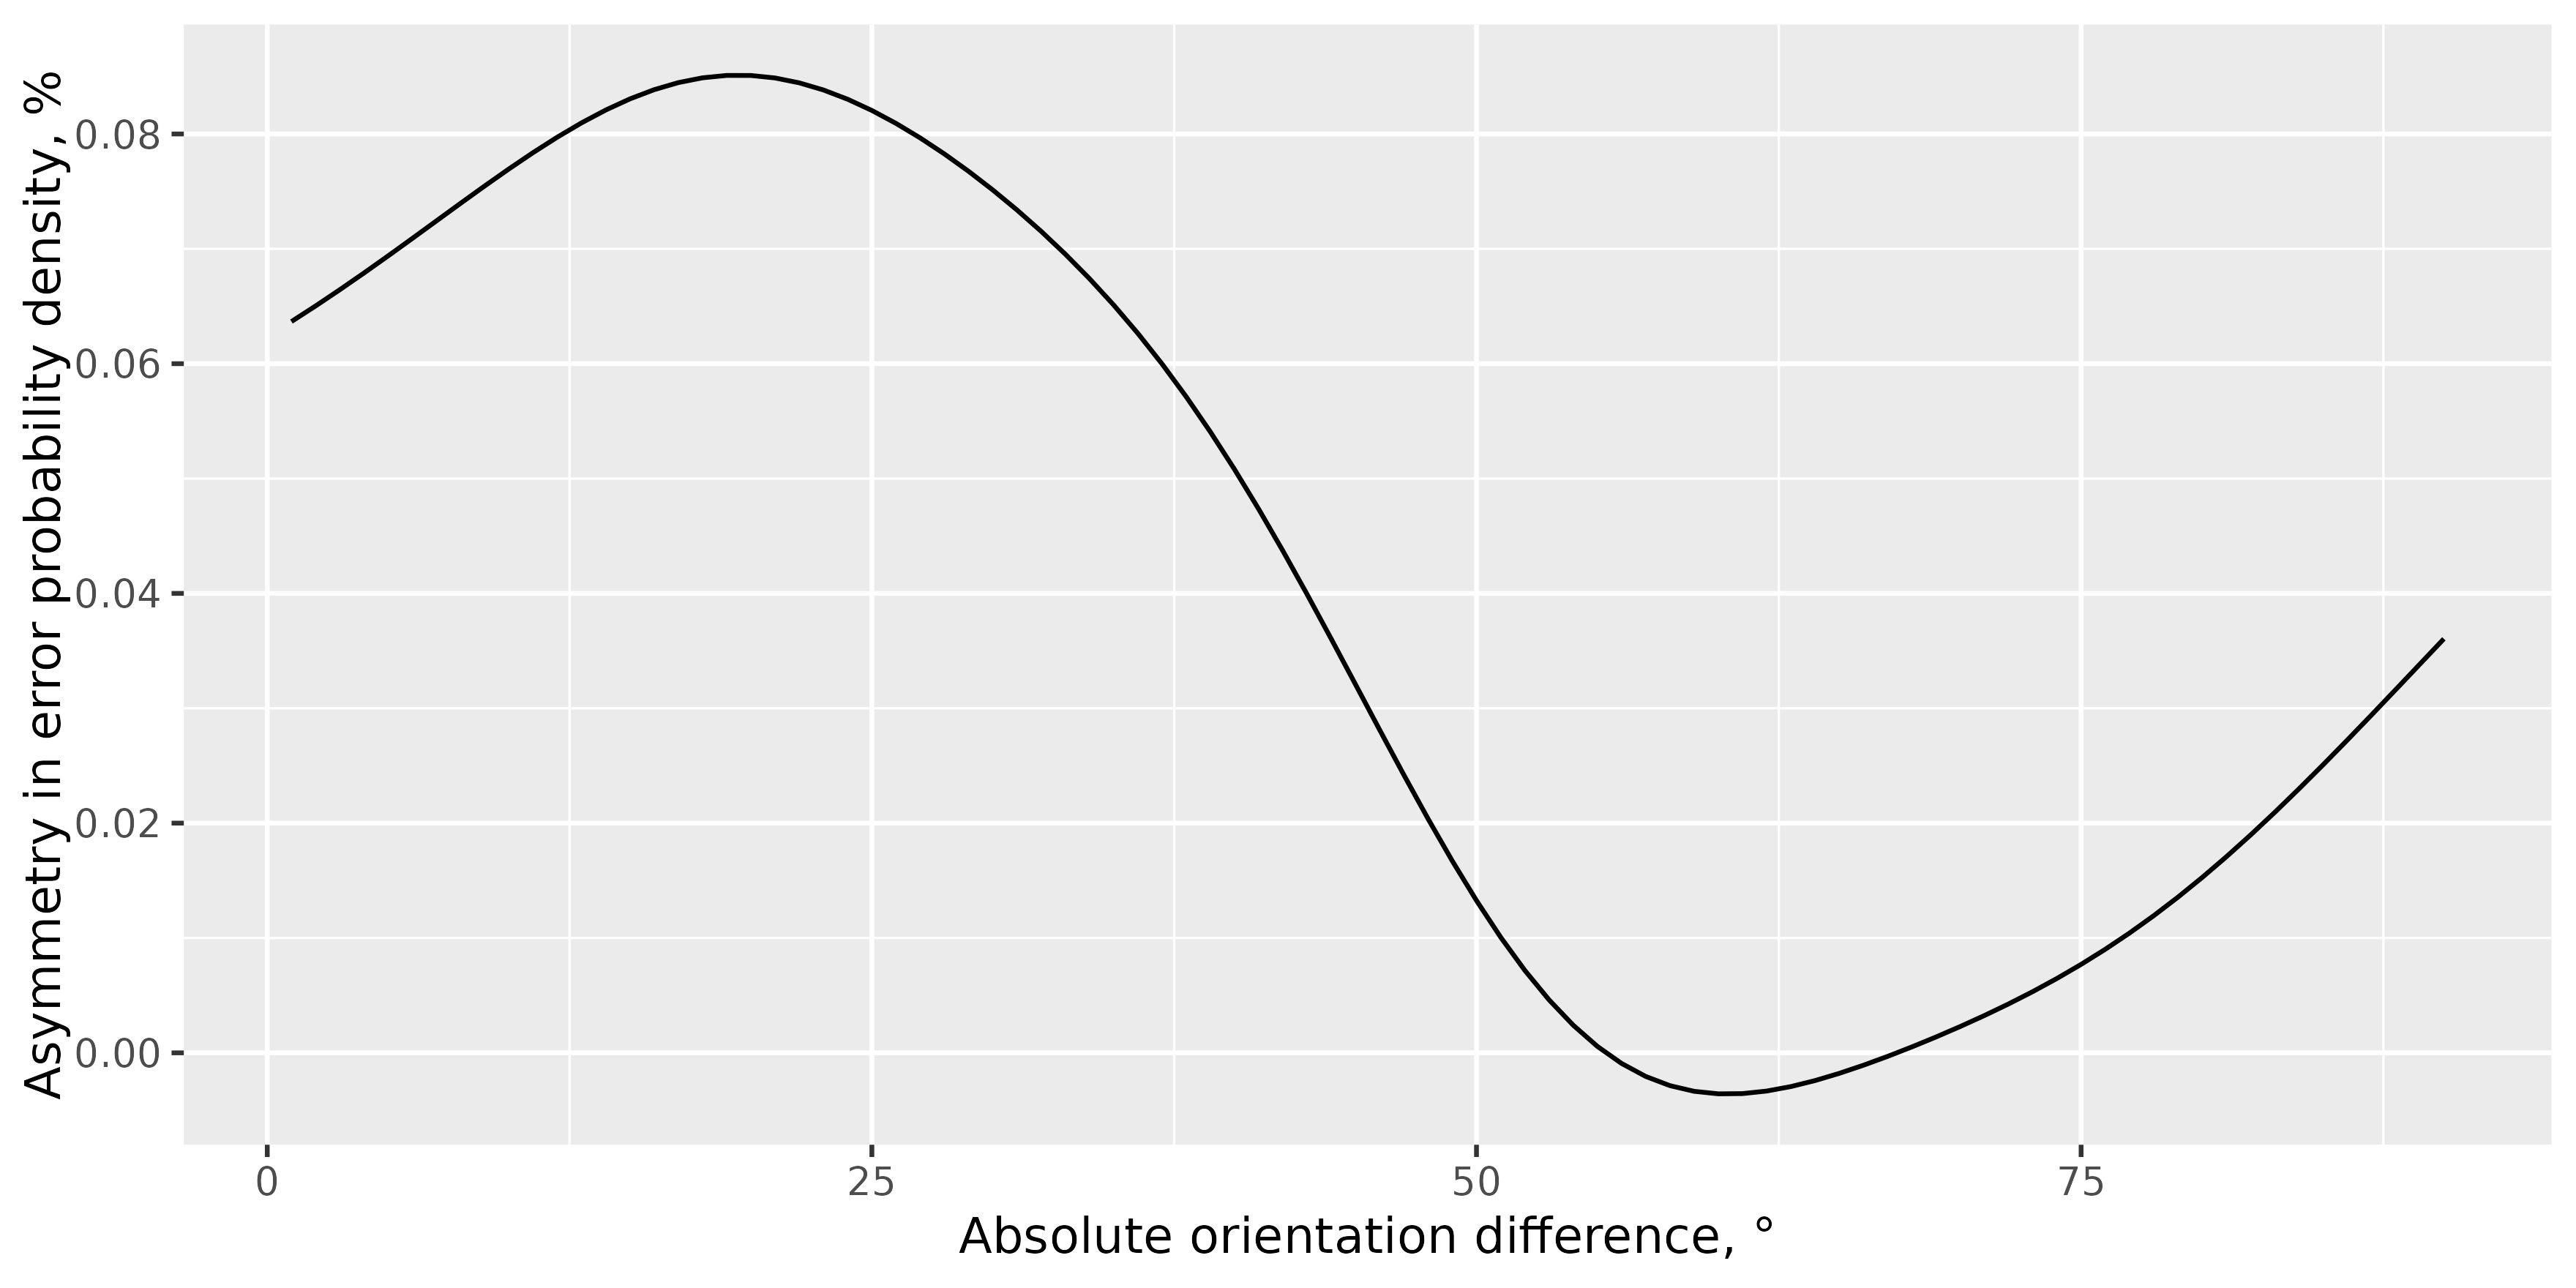 Asymmetry in error probability density, %
0.08
0.06
0.04
0.02
0.00
0 25 50 75
Absolute orientation difference, °